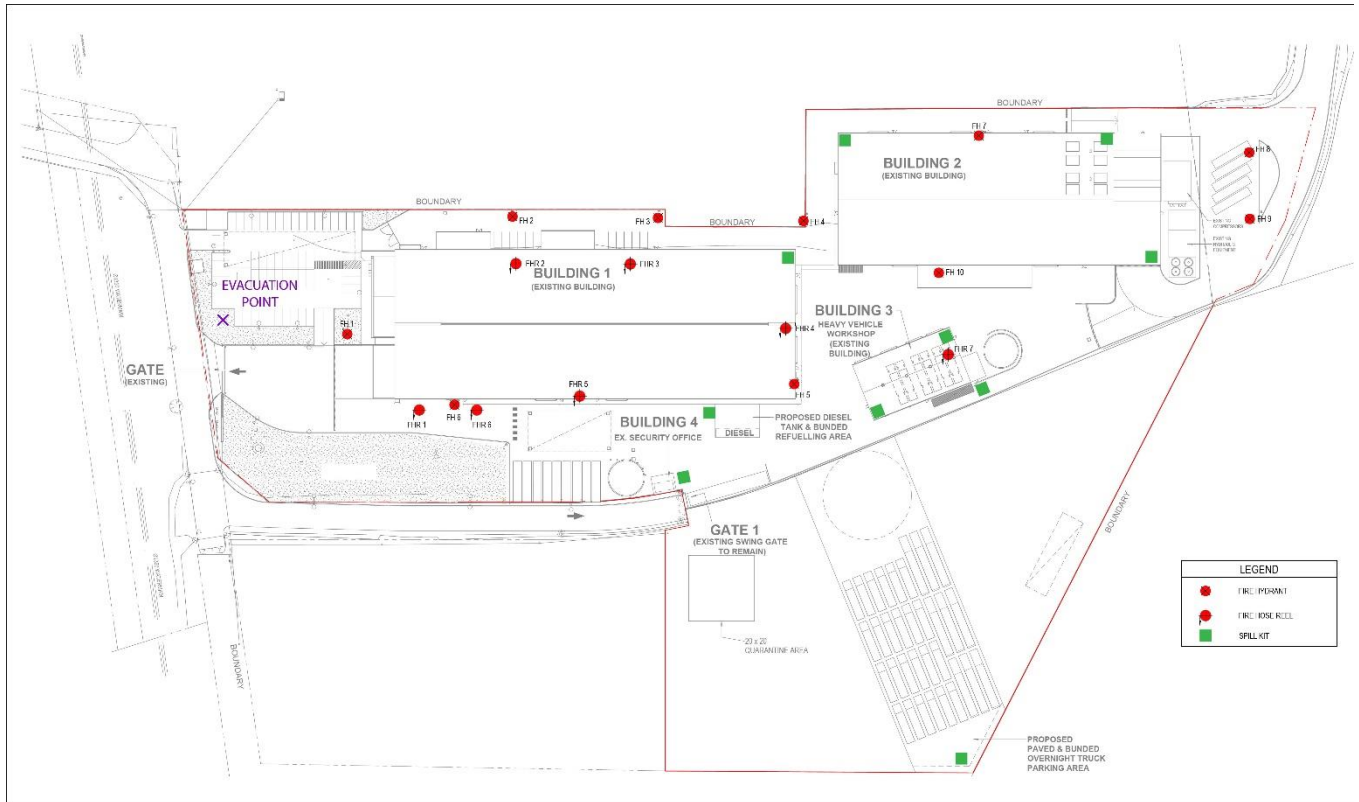 BOUNDARY
FH 7
BUILDING 2
(EXISTING BUILDING)
FH 8
FH 9
BOUNDARY
FH 2
FH 3
BOUNDARY
FH 4
FHR 2
BUILDING 1
(EXISTING BUILDING)
FHR 3
FH 10
EVACUATION
POINT
FH 1
FHR 4
BUILDING 3
HEAVY VEHICLE
WORKSHOP
(EXISTING
BUILDING)
FHR 7
GATE
(EXISTING)
FHR 5
FH 5
FHR 1
FH 6
FHR 6
BUILDING 4
EX. SECURITY OFFICE
DIESEL
PROPOSED DIESEL
TANK & BUNDED
REFUELLING AREA
GATE 1
(EXISTING SWING GATE
TO REMAIN)
BOUNDARY
20 x 20
QUARANTINE AREA
BOUNDARY
LEGEND
FIRE HYDRANT
FIRE HOSE REEL
SPILL KIT
PROPOSED
PAVED & BUNDED
OVERNIGHT TRUCK
PARKING AREA